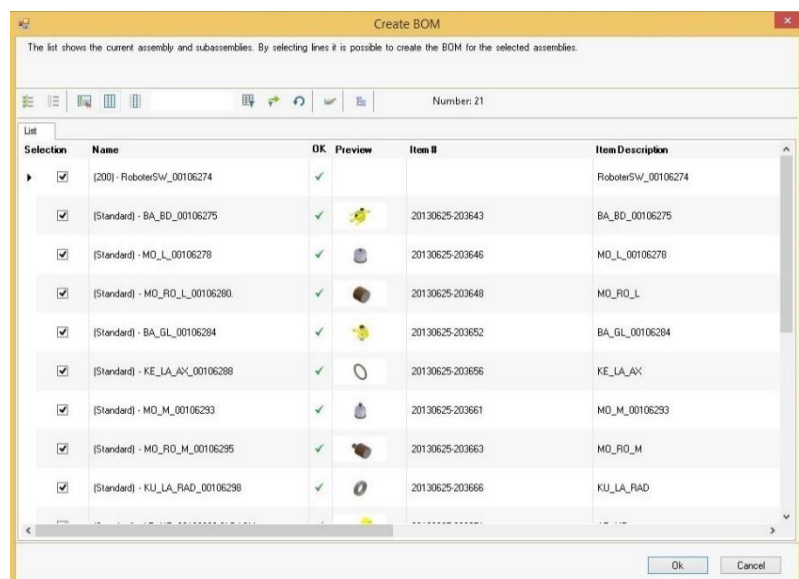 Create BOM
The list shows the current assembly and subassemblies. By selecting lines it is possible to create the BOM for the selected assemblies.
Number: 21
List
Selection Name OK Preview Item # Item Description
(200) - RoboterSW_00106274 RoboterSW_00106274
(Standard) - BA_BD_00106275 20130625-203643 BA_BD_00106275
(Standard) - MO_L_00106278 20130625-203646 MO_L_00106278
(Standard) - MO_RO_L_00106280. 20130625-203648 MO_RO_L
(Standard) - BA_GL_00106284 20130625-203652 BA_GL_00106284
(Standard) - KE_LA_AX_00106288 20130625-203656 KE_LA_AX
(Standard) - MO_M_00106293 20130625-203661 MO_M_00106293
(Standard) - MO_RO_M_00106295 20130625-203663 MO_RO_M
(Standard) - KU_LA_RAD_00106298 20130625-203666 KU_LA_RAD
Ok Cancel